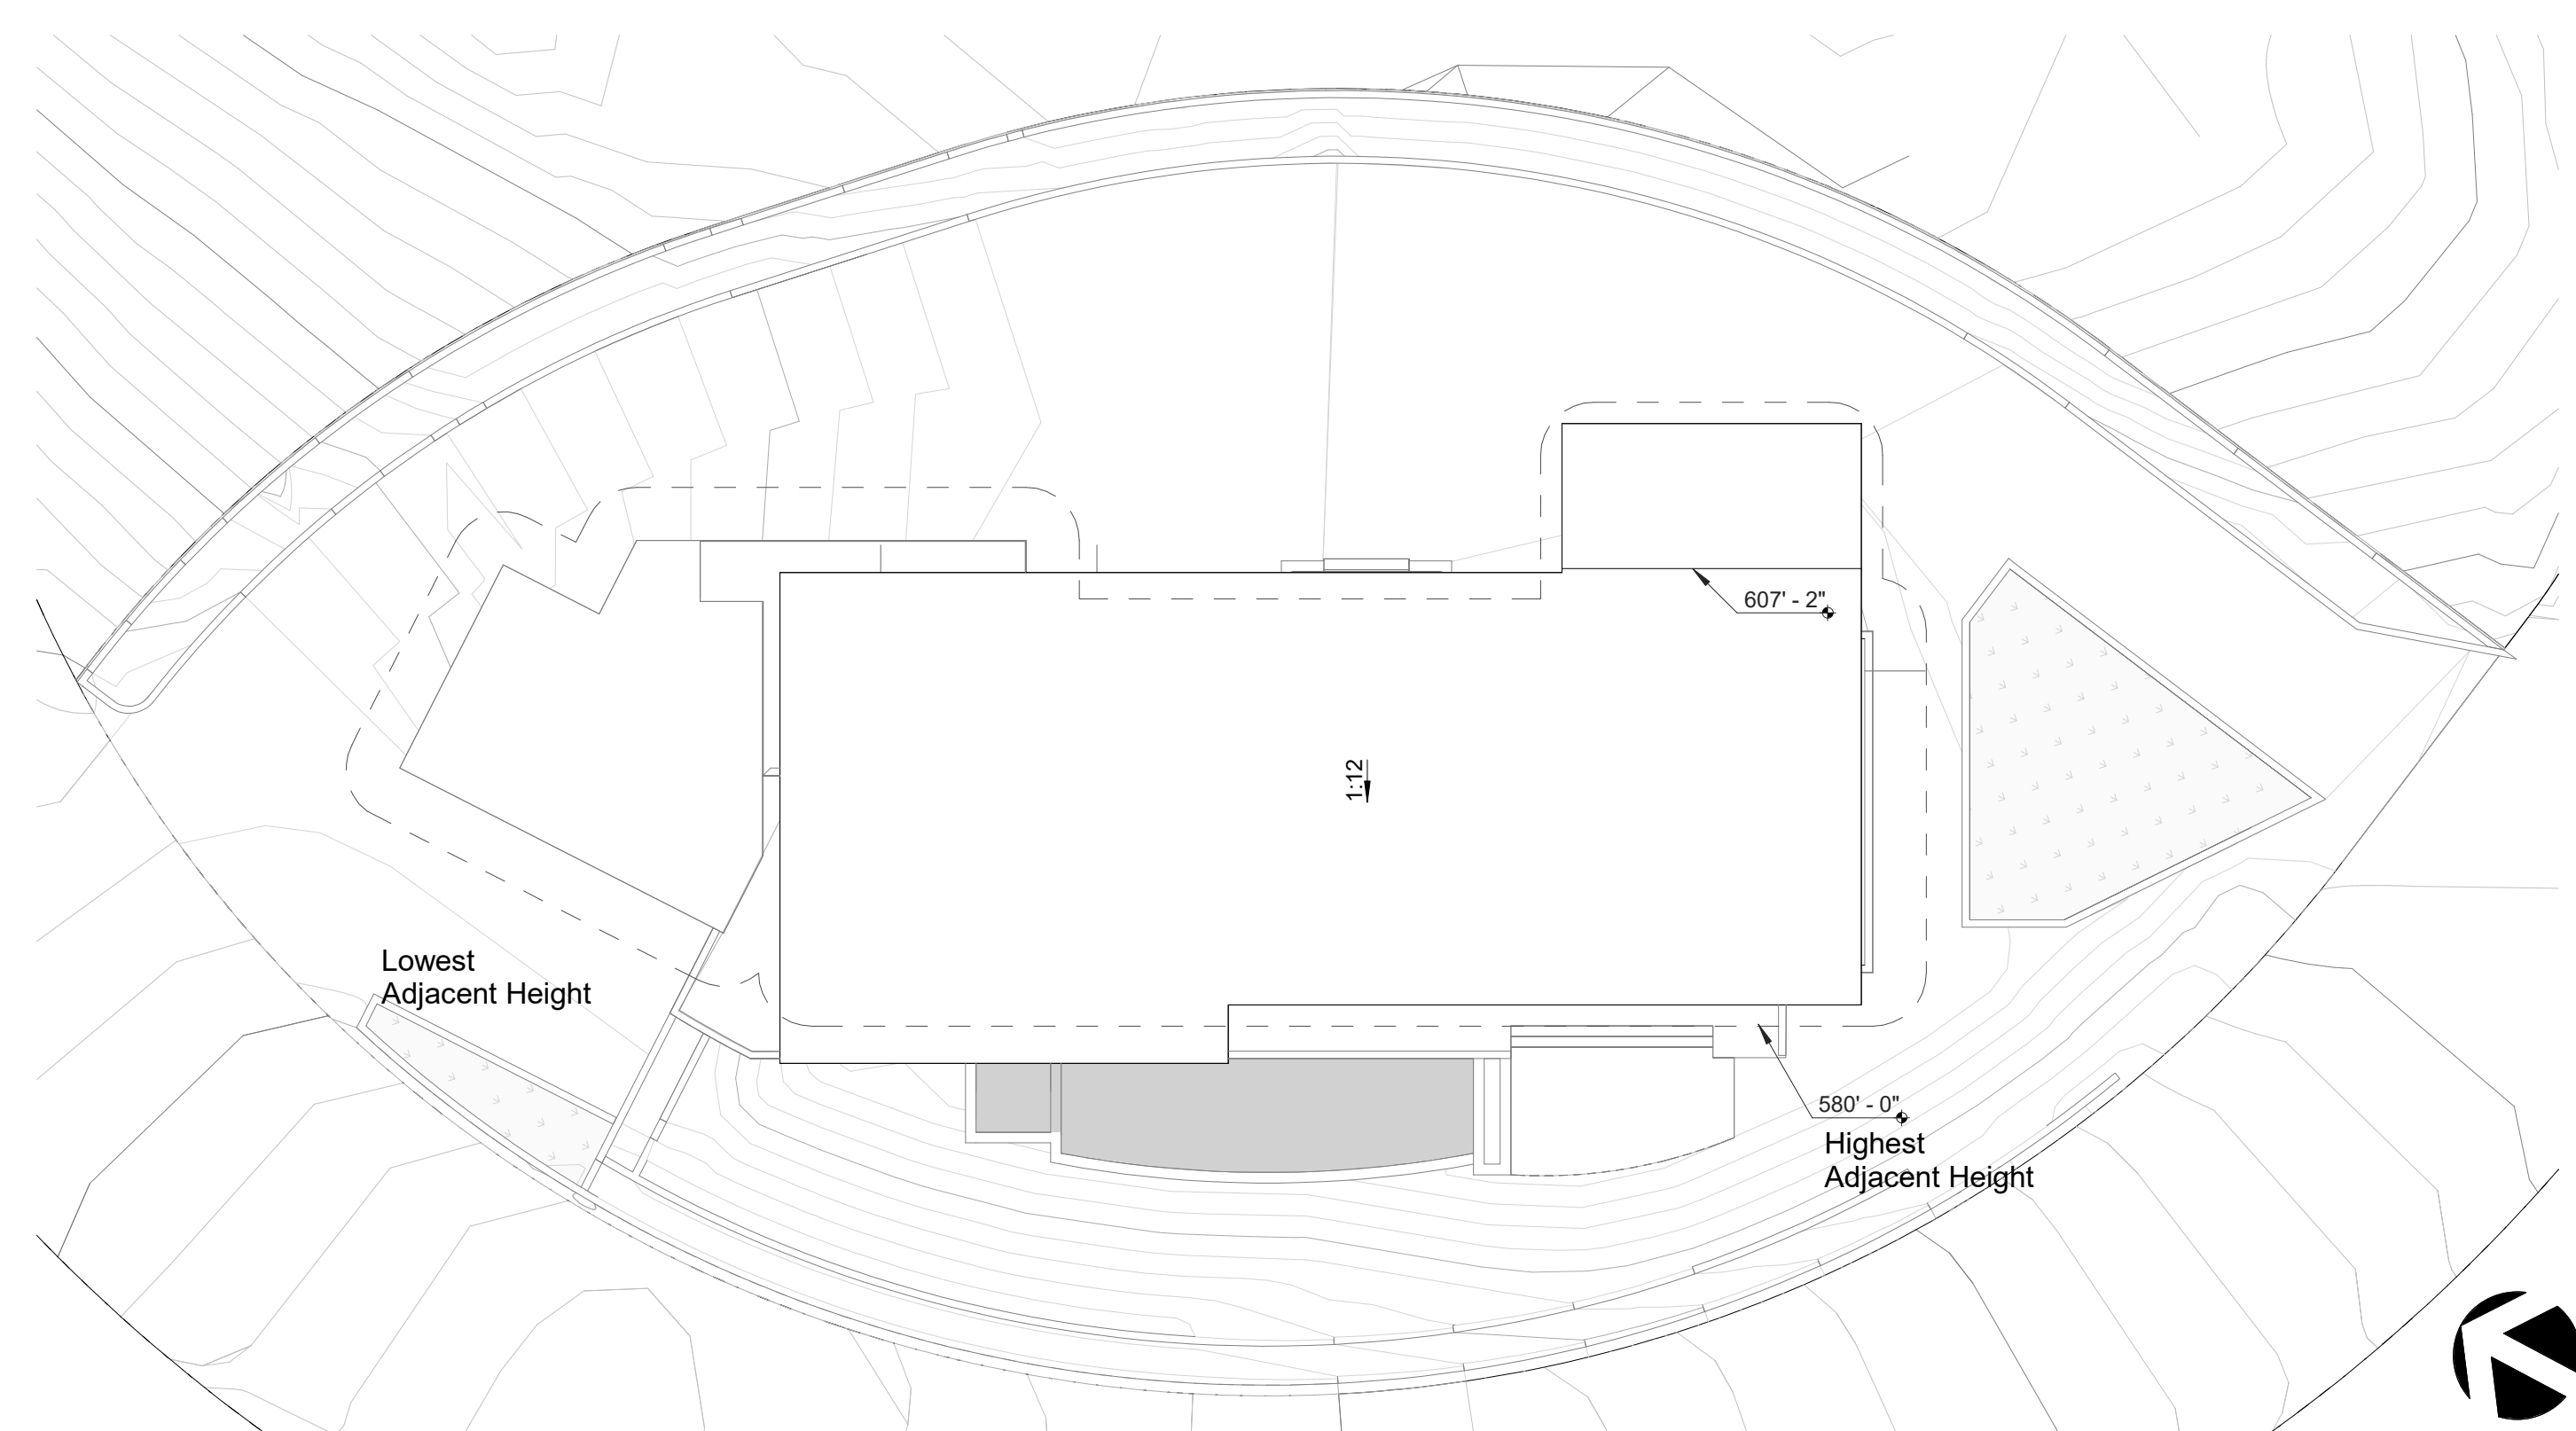 607' - 2"
1:12
Lowest
Adjacent Height
580' - 0"
Highest
Adjacent Height